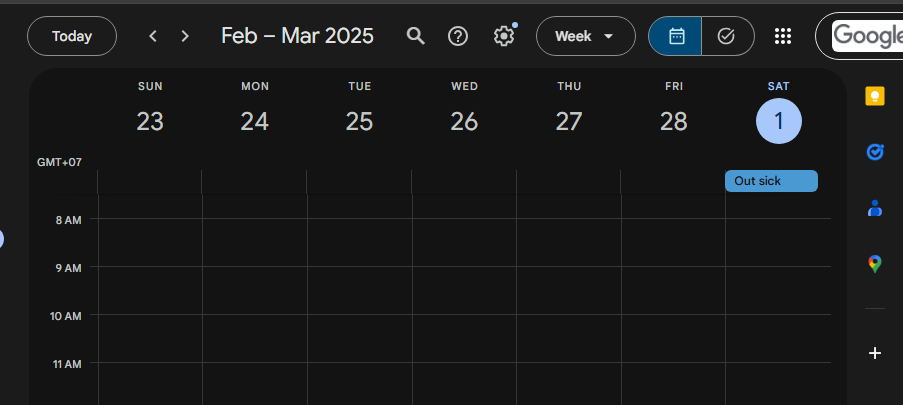 Today Feb – Mar 2025 Week Google
SUN MON TUE WED THU FRI SAT
23 24 25 26 27 28 1
GMT+07
Out sick
8 AM
9 AM
10 AM
11 AM